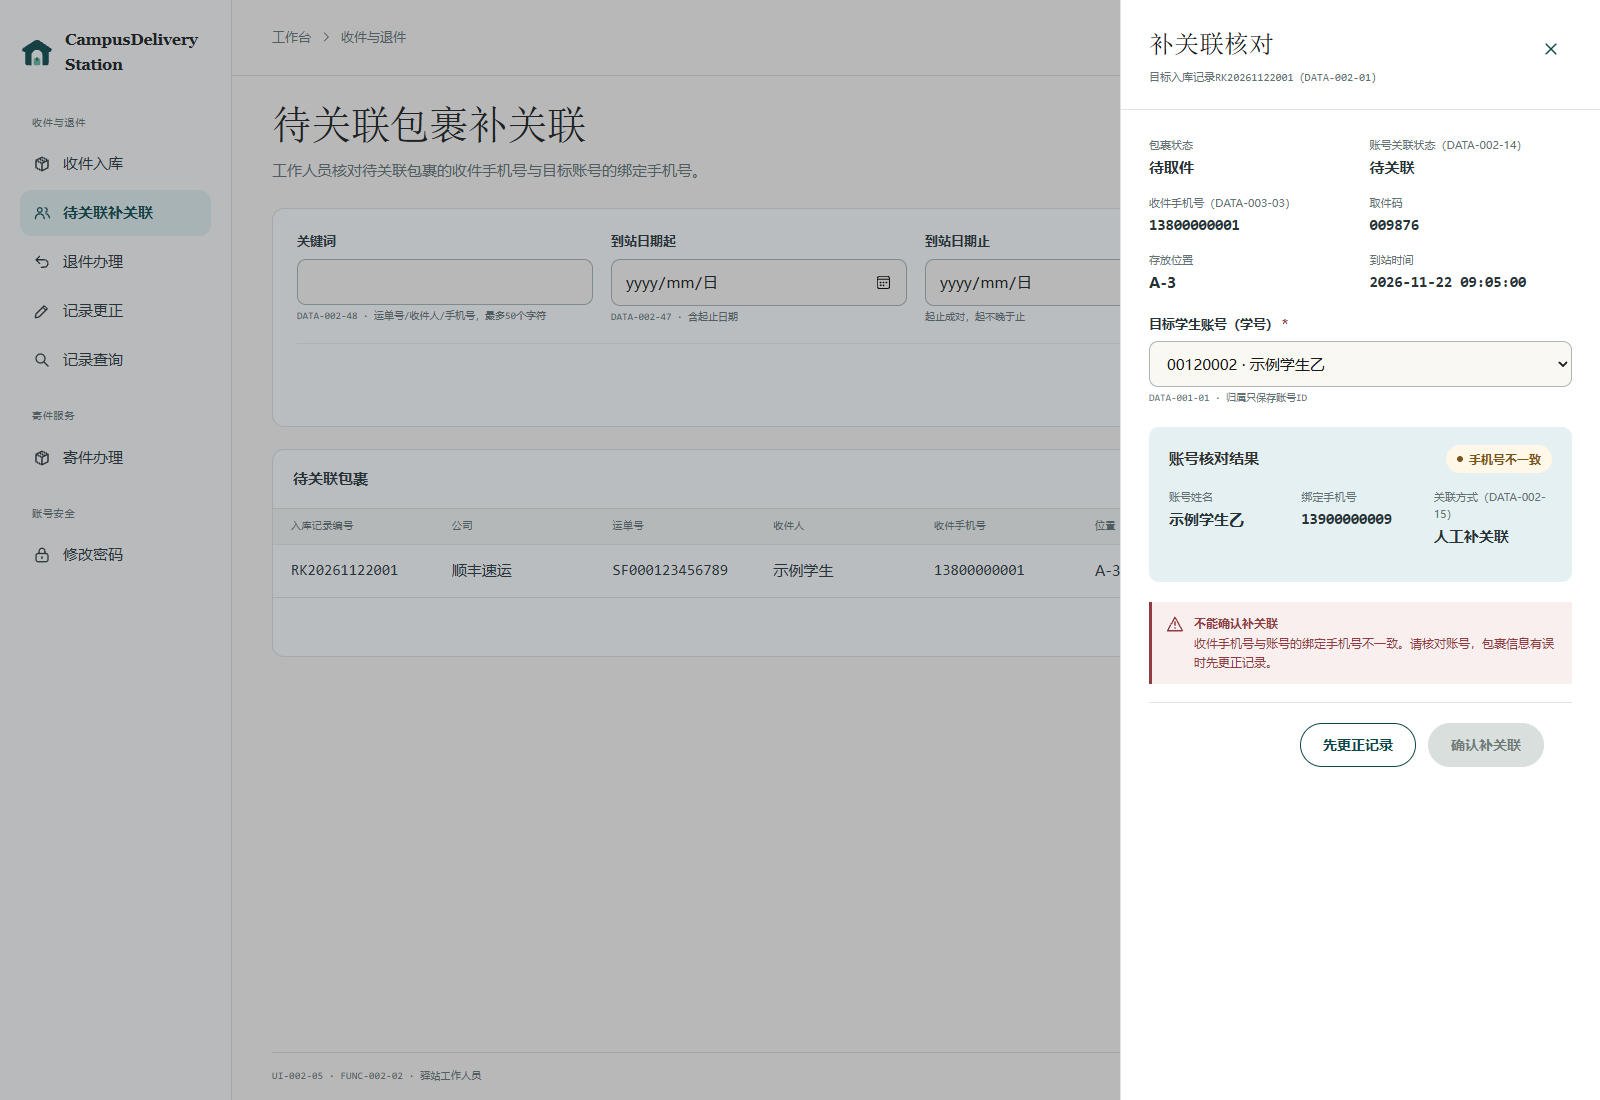 CampusDelivery
Station
收件与退件
收件入库
待关联补关联
退件办理
记录更正
记录查询
寄件服务
寄件办理
账号安全
修改密码
工作台 > 收件与退件
待关联包裹补关联
工作人员核对待关联包裹的收件手机号与目标账号的绑定手机号。
关键词
到站日期起
到站日期止
yyyy/mm/日
yyyy/mm/日
DATA-002-48 · 运单号/收件人/手机号，最多50个字符
DATA-002-47 · 含起止日期
起止成对，起不晚于止
待关联包裹
入库记录编号 公司 运单号 收件人 收件手机号 位置
RK20261122001 顺丰速运 SF000123456789 示例学生 13800000001 A-3
UI-002-05 · FUNC-002-02 · 驿站工作人员
补关联核对
目标入库记录RK20261122001（DATA-002-01）
包裹状态
待取件
账号关联状态（DATA-002-14）
待关联
收件手机号（DATA-003-03）
13800000001
取件码
009876
存放位置
A-3
到站时间
2026-11-22 09:05:00
目标学生账号（学号） *
00120002 · 示例学生乙
DATA-001-01 · 归属只保存账号ID
账号核对结果
手机号不一致
账号姓名
示例学生乙
绑定手机号
13900000009
关联方式（DATA-002-
15）
人工补关联
不能确认补关联
收件手机号与账号的绑定手机号不一致。请核对账号，包裹信息有误
时先更正记录。
先更正记录
确认补关联